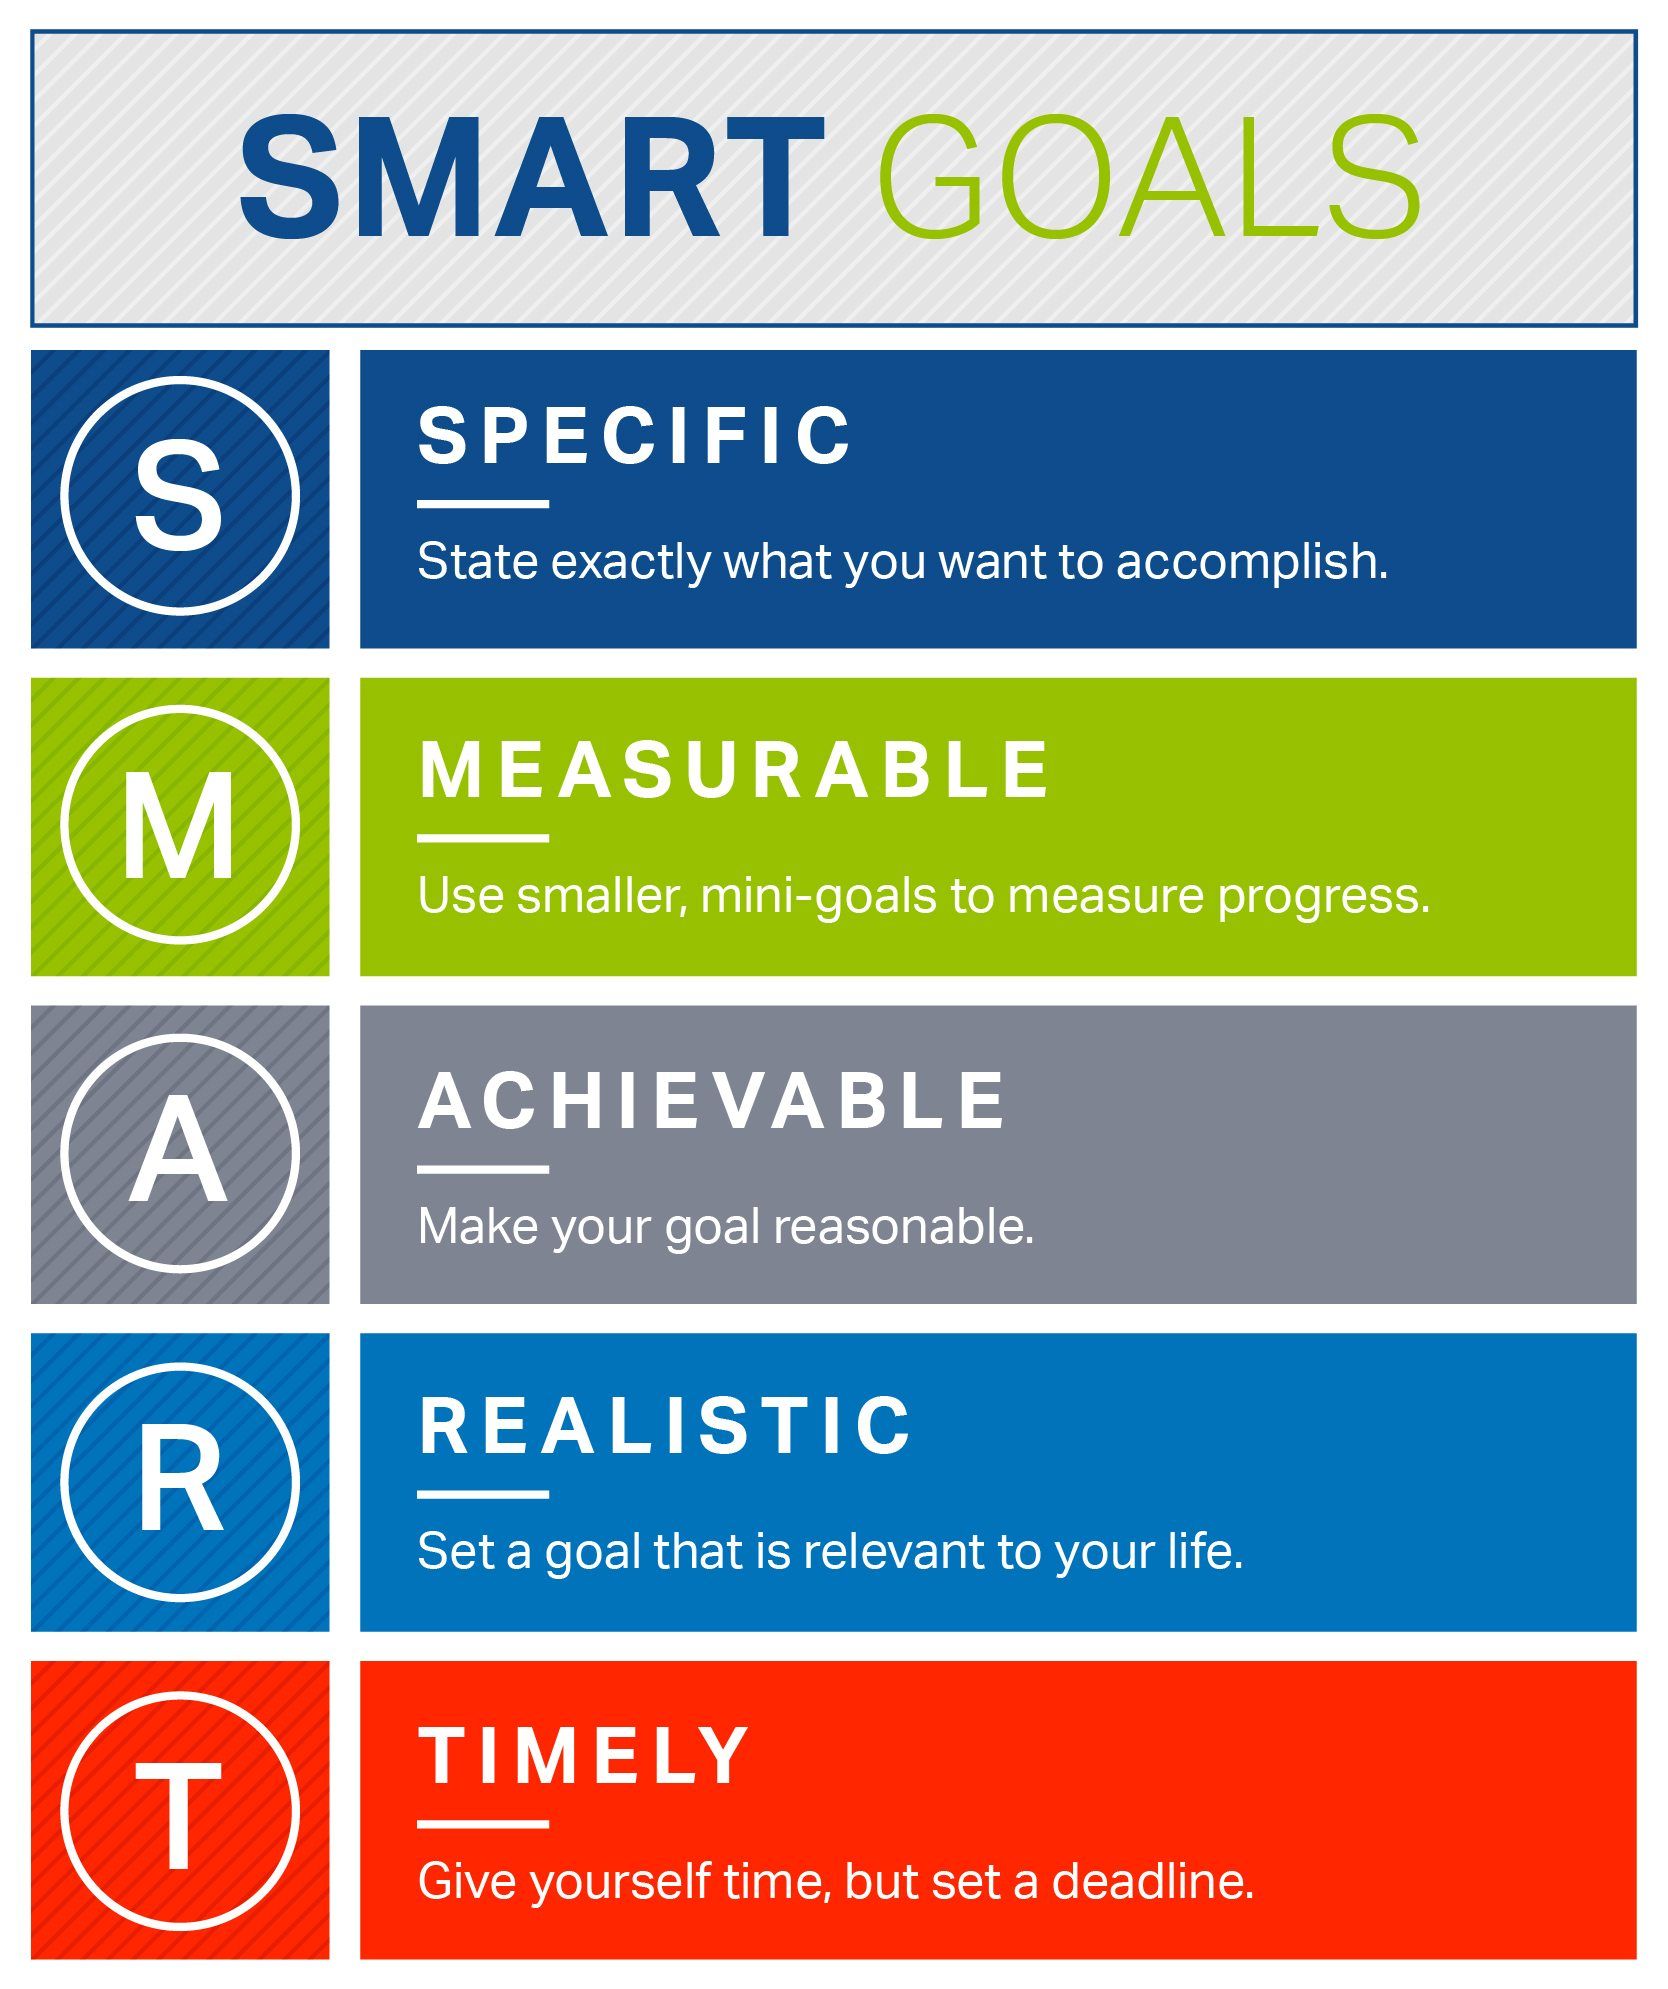 SMART GOALS
S
SPECIFIC
State exactly what you want to accomplish.
M
MEASURABLE
Use smaller, mini-goals to measure progress.
A
ACHIEVABLE
Make your goal reasonable.
R
REALISTIC
Set a goal that is relevant to your life.
T
TIMELY
Give yourself time, but set a deadline.